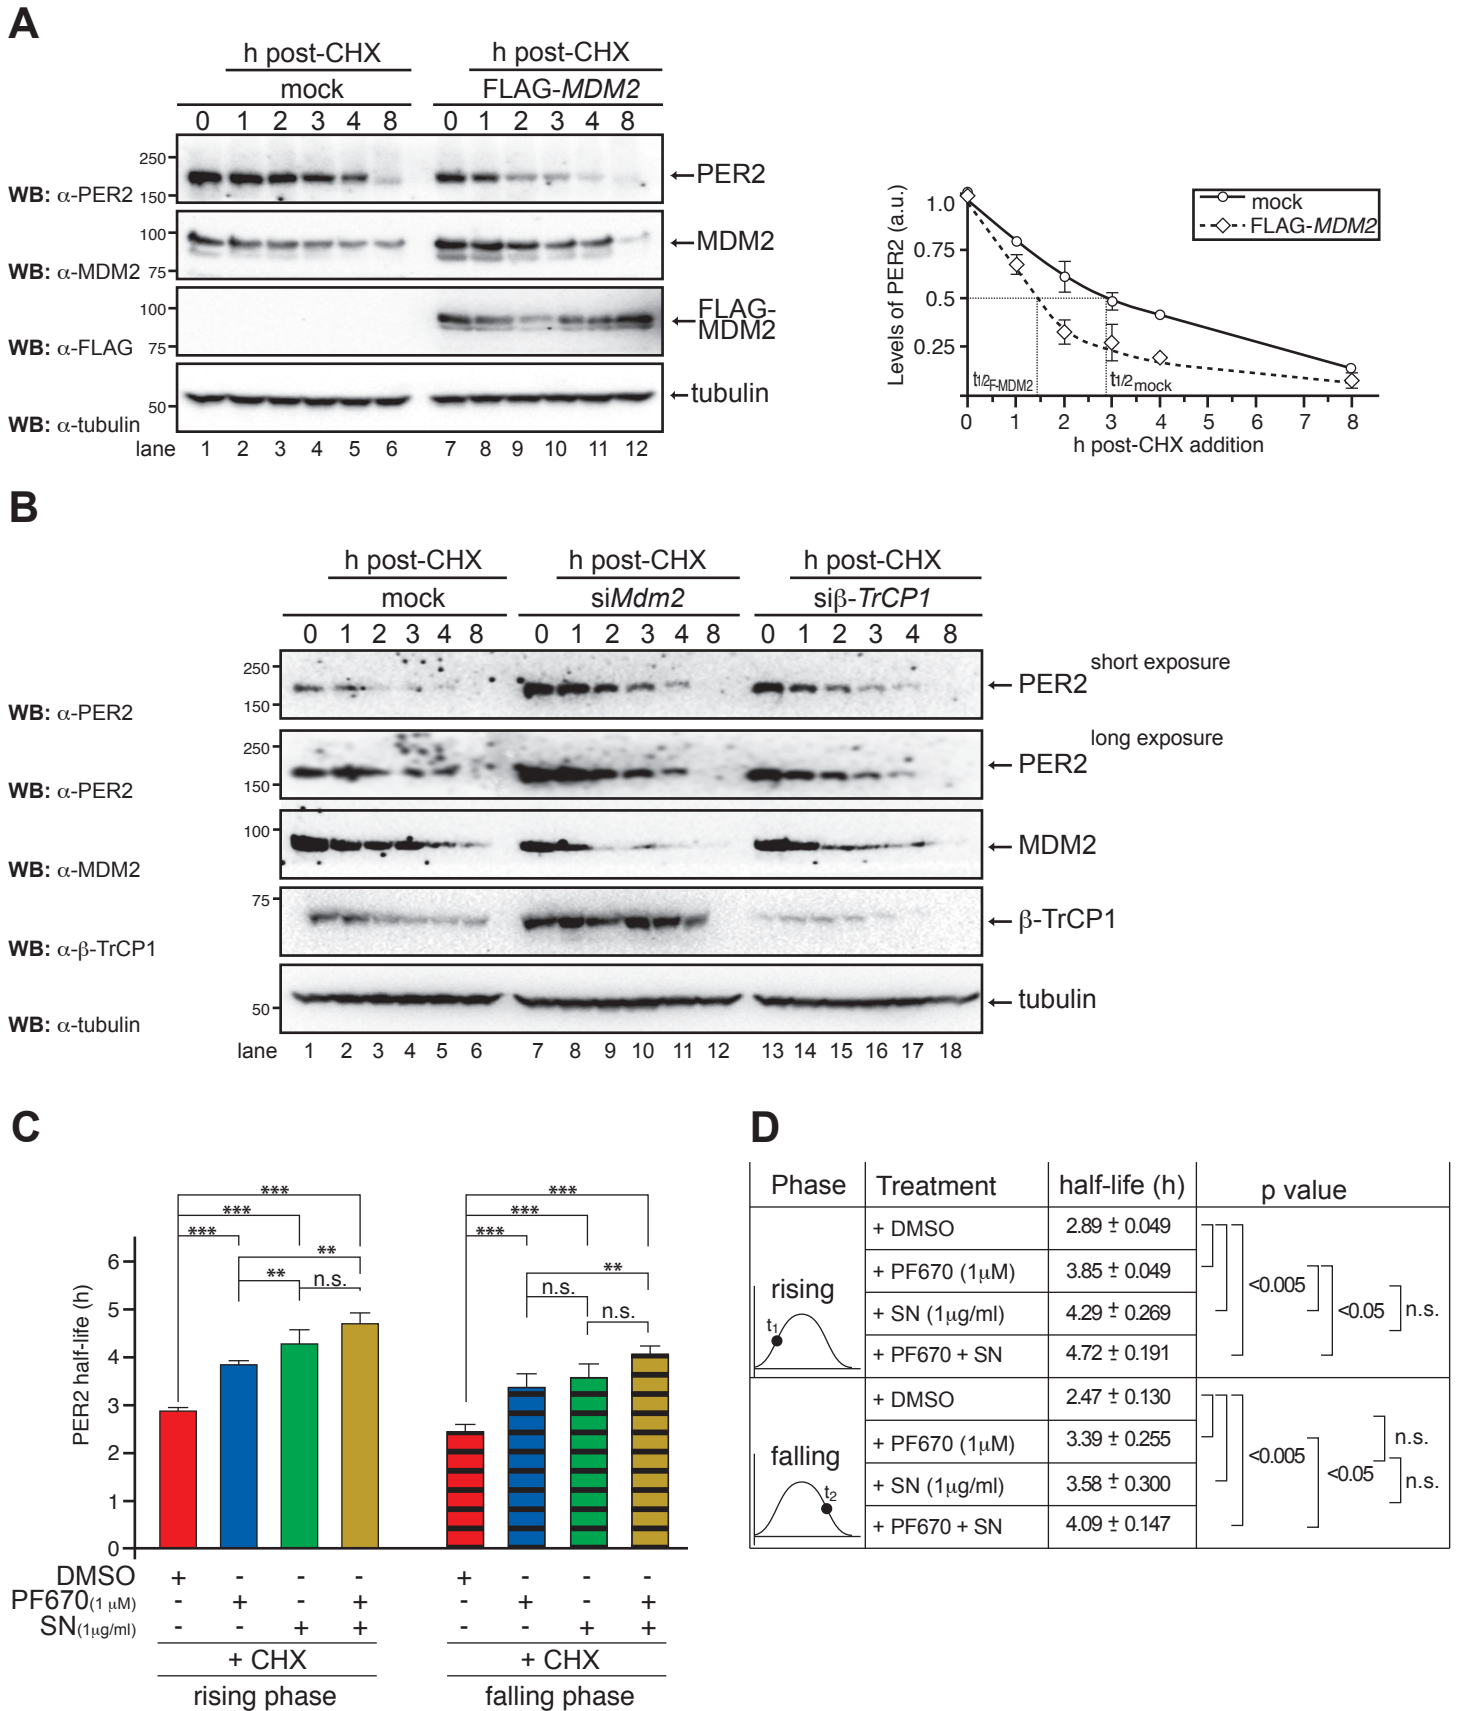 A
h post-CHX h post-CHX
mock FLAG-MDM2
0 1 2 3 4 8 0 1 2 3 4 8
250
150
WB: α-PER2
←PER2
100
75
WB: α-MDM2
←MDM2
100
75
WB: α-FLAG
←FLAG-
MDM2
50
WB: α-tubulin
←tubulin
lane 1 2 3 4 5 6 7 8 9 10 11 12
Levels of PER2 (a.u.)
1.0
0.75
0.5
0.25
mock
FLAG-MDM2
t1/2F-MDM2 t1/2mock
0 1 2 3 4 5 6 7 8
h post-CHX addition
B
h post-CHX h post-CHX h post-CHX
mock siMdm2 siβ-TrCP1
0 1 2 3 4 8 0 1 2 3 4 8 0 1 2 3 4 8
250
150
WB: α-PER2
← PER2 short exposure
250
150
WB: α-PER2
← PER2 long exposure
100
WB: α-MDM2
← MDM2
75
WB: α-β-TrCP1
← β-TrCP1
50
WB: α-tubulin
← tubulin
lane 1 2 3 4 5 6 7 8 9 10 11 12 13 14 15 16 17 18
C
PER2 half-life (h)
6
5
4
3
2
1
0
*** ***
*** ***
*** ***
** **
** n.s. n.s. n.s.
DMSO + - - - + - - -
PF670(1 μM) - + - + - + - +
SN(1μg/ml) - - + + - - + +
+ CHX + CHX
rising phase falling phase
D
Phase Treatment half-life (h) p value
rising
t1
+ DMSO 2.89 ± 0.049
+ PF670 (1μM) 3.85 ± 0.049
+ SN (1μg/ml) 4.29 ± 0.269
+ PF670 + SN 4.72 ± 0.191
<0.005 <0.05 n.s.
falling
t2
+ DMSO 2.47 ± 0.130
+ PF670 (1μM) 3.39 ± 0.255
+ SN (1μg/ml) 3.58 ± 0.300
+ PF670 + SN 4.09 ± 0.147
<0.005 <0.05 n.s.
n.s.